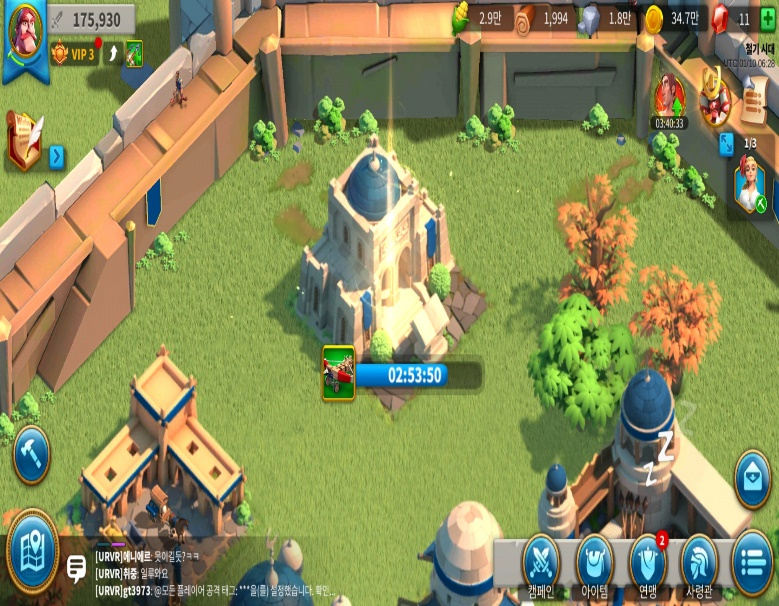 175,930
2.9만
1,994
1.8만
34.7만
11
VIP 3
철기 시대
UTC 01/10 06:28
03:40:33
1/3
02:53:50
z
Z
Z
[URVR]에니에르: 못이길듯?ㅋㅋ
[URVR]취중: 일루와요
[URVR]gt3973: @모든 플레이어 공격 태그: ***을(를) 설정했습니다. 확인...
2
캠페인
아이템
연맹
사령관